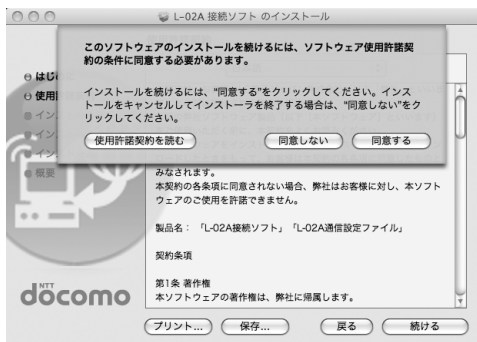 L-02A 接続ソフト のインストール
このソフトウェアのインストールを続けるには、ソフトウェア使用許諾契
約の条件に同意する必要があります。
インストールを続けるには、"同意する"をクリックしてください。インス
トールをキャンセルしてインストーラを終了する場合は、"同意しない"をク
リックしてください。
使用許諾契約を読む 同意しない 同意する
はじ
使用
イン
イン
イン
概要
みなされます。
本契約の各条項に同意されない場合、弊社はお客様に対し、本ソフト
ウェアのご使用を許諾できません。
製品名： 「L-02A接続ソフト」「L-02A通信設定ファイル」
契約条項
第1条 著作権
本ソフトウェアの著作権は、弊社に帰属します。
NTT
döcomo
プリント... 保存... 戻る 続ける